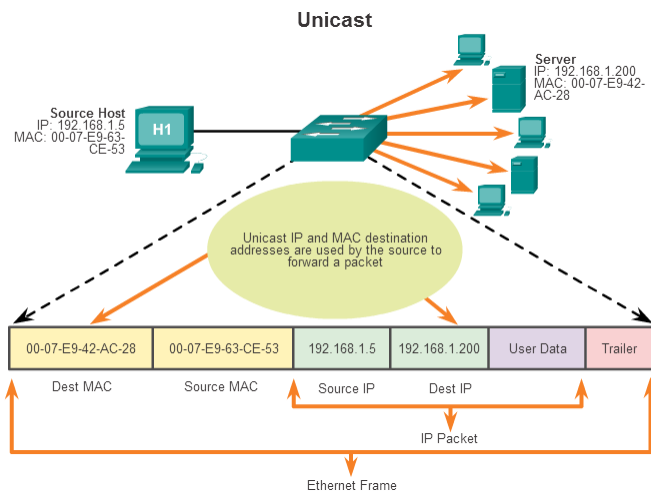 Unicast
Server
IP: 192.168.1.200
MAC: 00-07-E9-42-
AC-28
Source Host
IP: 192.168.1.5
MAC: 00-07-E9-63-
CE-53
H1
Unicast IP and MAC destination
addresses are used by the source to
forward a packet
00-07-E9-42-AC-28 00-07-E9-63-CE-53 192.168.1.5 192.168.1.200 User Data Trailer
Dest MAC Source MAC Source IP Dest IP
IP Packet
Ethernet Frame